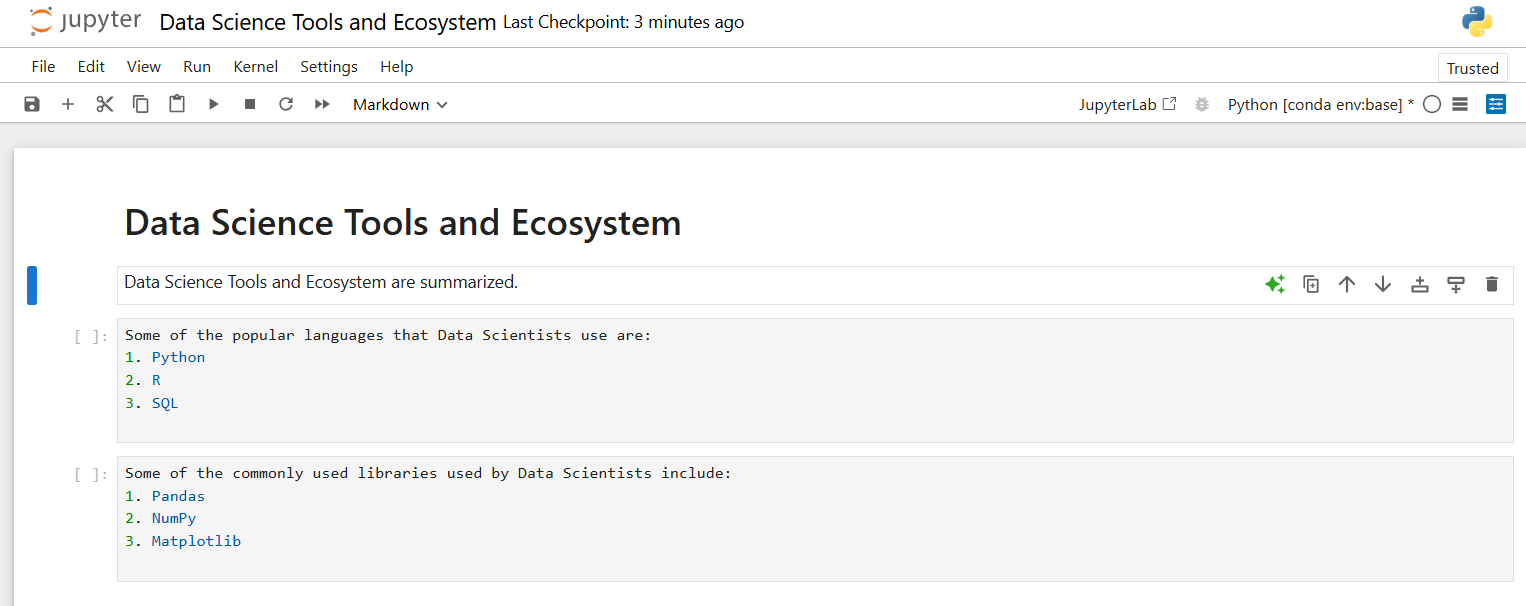 jupyter Data Science Tools and Ecosystem Last Checkpoint: 3 minutes ago
File Edit View Run Kernel Settings Help
Trusted
Markdown JupyterLab Python [conda env:base] *
Data Science Tools and Ecosystem
Data Science Tools and Ecosystem are summarized.
[ ]: Some of the popular languages that Data Scientists use are:
1. Python
2. R
3. SQL
[ ]: Some of the commonly used libraries used by Data Scientists include:
1. Pandas
2. NumPy
3. Matplotlib